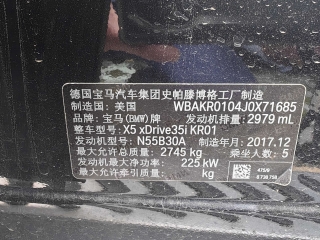 德国宝马汽车集团史帕滕博格工厂制造
制造国：美国 WBAKR0104J0X71685
品牌：宝马(BMW)牌 发动机排量：2979 mL
整车型号：X5 xDrive35i KR01
发动机型号：N55B30A 制造年月：2017.12
最大允许总质量：2745 kg 乘坐人数：5
发动机最大净功率：225 kW
最大允许牵引质量： kg